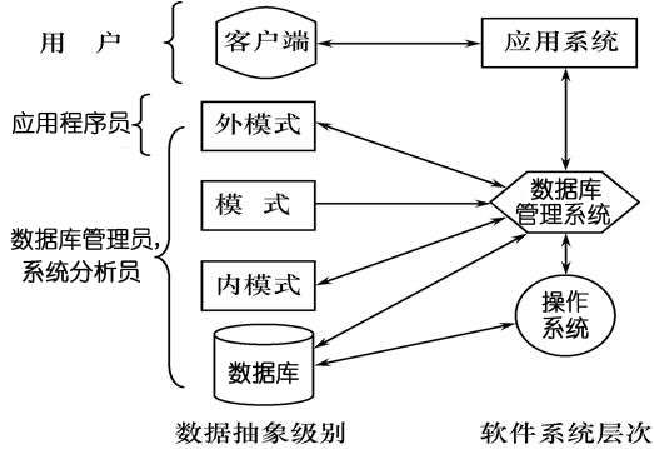 用 户
客户端
应用系统
应用程序员
外模式
模 式
数据库
管理系统
数据库管理员,
系统分析员
内模式
操作
系统
数据库
数据抽象级别
软件系统层次